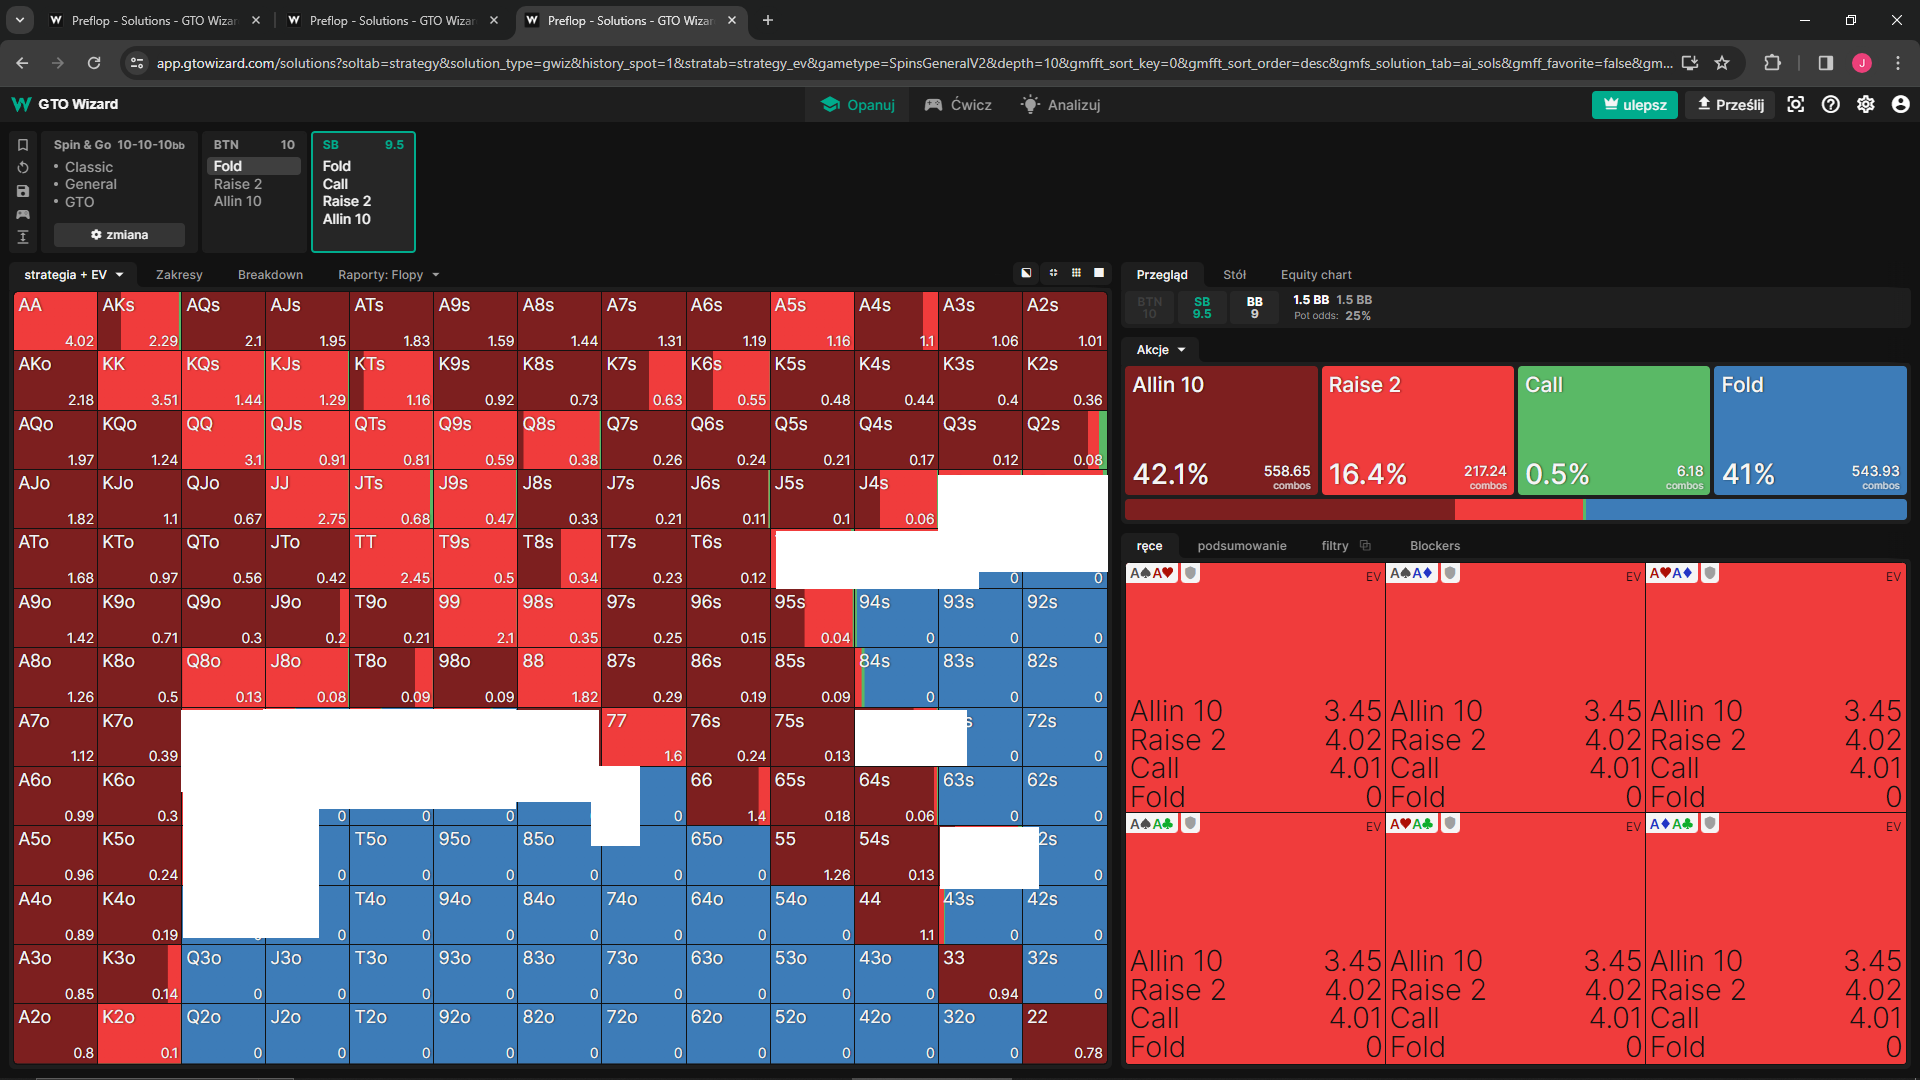 Preflop - Solutions - GTO Wizar
Preflop - Solutions - GTO Wizar
Preflop - Solutions - GTO Wizar
app.gtowizard.com/solutions?soltab=strategy&solution_type=gwiz&history_spot=1&stratab=strategy_ev&gametype=SpinsGeneralV2&depth=10&gmfft_sort_key=0&gmfft_sort_order=desc&gmfs_solution_tab=ai_sols&gmff_favorite=false&gm...
J
GTO Wizard
Opanuj
Ćwicz
Analizuj
ulepsz
Prześlij
Spin & Go 10-10-10bb
• Classic
• General
• GTO
zmiana
BTN 10
Fold
Raise 2
Allin 10
SB 9.5
Fold
Call
Raise 2
Allin 10
strategia + EV
Zakresy
Breakdown
Raporty: Flopy
AA AKs AQs AJs ATs A9s A8s A7s A6s A5s A4s A3s A2s
4.02 2.29 2.1 1.95 1.83 1.59 1.44 1.31 1.19 1.16 1.1 1.06 1.01
AKo KK KQs KJs KTs K9s K8s K7s K6s K5s K4s K3s K2s
2.18 3.51 1.44 1.29 1.16 0.92 0.73 0.63 0.55 0.48 0.44 0.4 0.36
AQo KQo QQ QJs QTs Q9s Q8s Q7s Q6s Q5s Q4s Q3s Q2s
1.97 1.24 3.1 0.91 0.81 0.59 0.38 0.26 0.24 0.21 0.17 0.12 0.08
AJo KJo QJo JJ JTs J9s J8s J7s J6s J5s J4s
1.82 1.1 0.67 2.75 0.68 0.47 0.33 0.21 0.11 0.1 0.06
ATo KTo QTo JTo TT T9s T8s T7s T6s
1.68 0.97 0.56 0.42 2.45 0.5 0.34 0.23 0.12 0 0
A9o K9o Q9o J9o T9o 99 98s 97s 96s 95s 94s 93s 92s
1.42 0.71 0.3 0.2 0.21 2.1 0.35 0.25 0.15 0.04 0 0 0
A8o K8o Q8o J8o T8o 98o 88 87s 86s 85s 84s 83s 82s
1.26 0.5 0.13 0.08 0.09 0.09 1.82 0.29 0.19 0.09 0 0 0
A7o K7o 77 76s 75s s 72s
1.12 0.39 1.6 0.24 0.13 0 0
A6o K6o 66 65s 64s 63s 62s
0.99 0.3 0 0 0 0 1.4 0.18 0.06 0 0
A5o K5o T5o 95o 85o 65o 55 54s 2s
0.96 0.24 0 0 0 0 0 1.26 0.13 0
A4o K4o T4o 94o 84o 74o 64o 54o 44 43s 42s
0.89 0.19 0 0 0 0 0 0 0 1.1 0 0
A3o K3o Q3o J3o T3o 93o 83o 73o 63o 53o 43o 33 32s
0.85 0.14 0 0 0 0 0 0 0 0 0 0.94 0
A2o K2o Q2o J2o T2o 92o 82o 72o 62o 52o 42o 32o 22
0.8 0.1 0 0 0 0 0 0 0 0 0 0 0.78
Przegląd
Stół
Equity chart
BTN 10
SB 9.5
BB 9
1.5 BB 1.5 BB
Pot odds: 25%
Akcje
Allin 10
42.1% 558.65 combos
Raise 2
16.4% 217.24 combos
Call
0.5% 6.18 combos
Fold
41% 543.93 combos
ręce
podsumowanie
filtry
Blockers
A♠A♥ EV A♠A♦ EV A♥A♦ EV
Allin 10 3.45 Allin 10 3.45 Allin 10 3.45
Raise 2 4.02 Raise 2 4.02 Raise 2 4.02
Call 4.01 Call 4.01 Call 4.01
Fold 0 Fold 0 Fold 0
A♠A♣ EV A♥A♣ EV A♦A♣ EV
Allin 10 3.45 Allin 10 3.45 Allin 10 3.45
Raise 2 4.02 Raise 2 4.02 Raise 2 4.02
Call 4.01 Call 4.01 Call 4.01
Fold 0 Fold 0 Fold 0